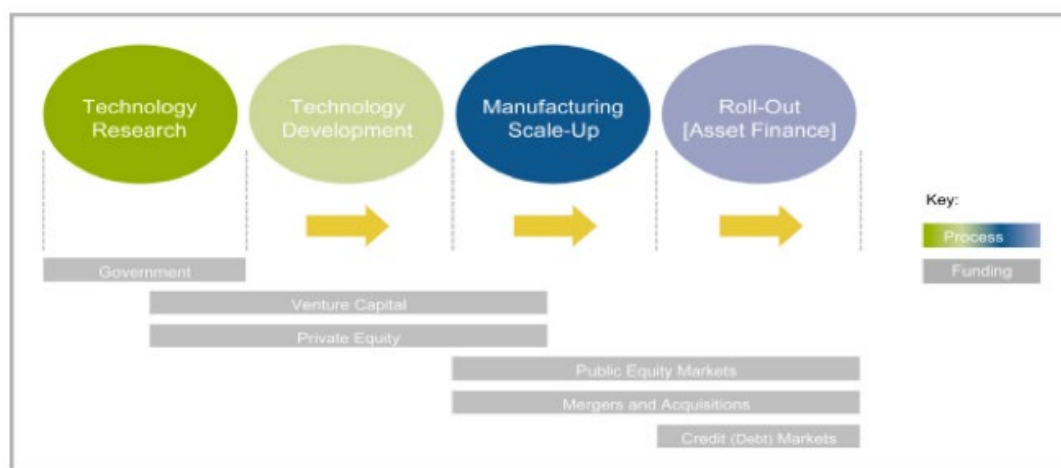 Technology
Research
Technology
Development
Manufacturing
Scale-Up
Roll-Out
[Asset Finance]
Key:
Process
Funding
Government
Venture Capital
Private Equity
Public Equity Markets
Mergers and Acquisitions
Credit (Debt) Markets